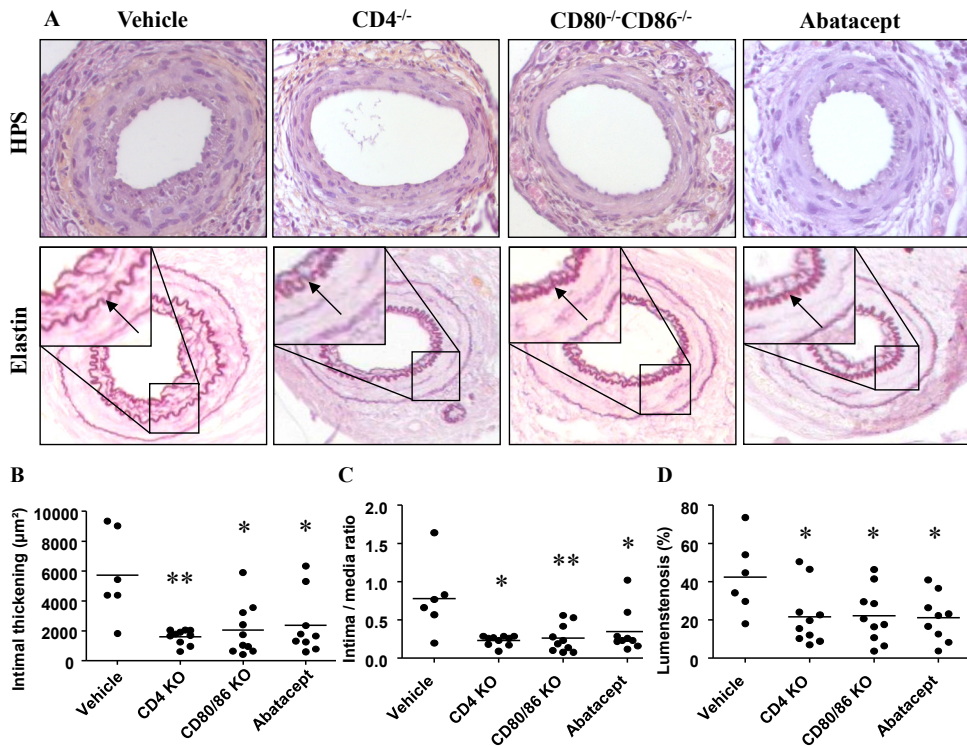 A
Vehicle
CD4-/-
CD80-/-CD86-/-
Abatacept
HPS
Elastin
B
Intimal thickening (µm²)
10000
8000
6000
4000
2000
0
**
*
*
Vehicle
CD4 KO
CD80/86 KO
Abatacept
C
Intima / media ratio
2.0
1.5
1.0
0.5
0.0
*
**
*
Vehicle
CD4 KO
CD80/86 KO
Abatacept
D
Lumenstenosis (%)
80
60
40
20
0
*
*
*
Vehicle
CD4 KO
CD80/86 KO
Abatacept